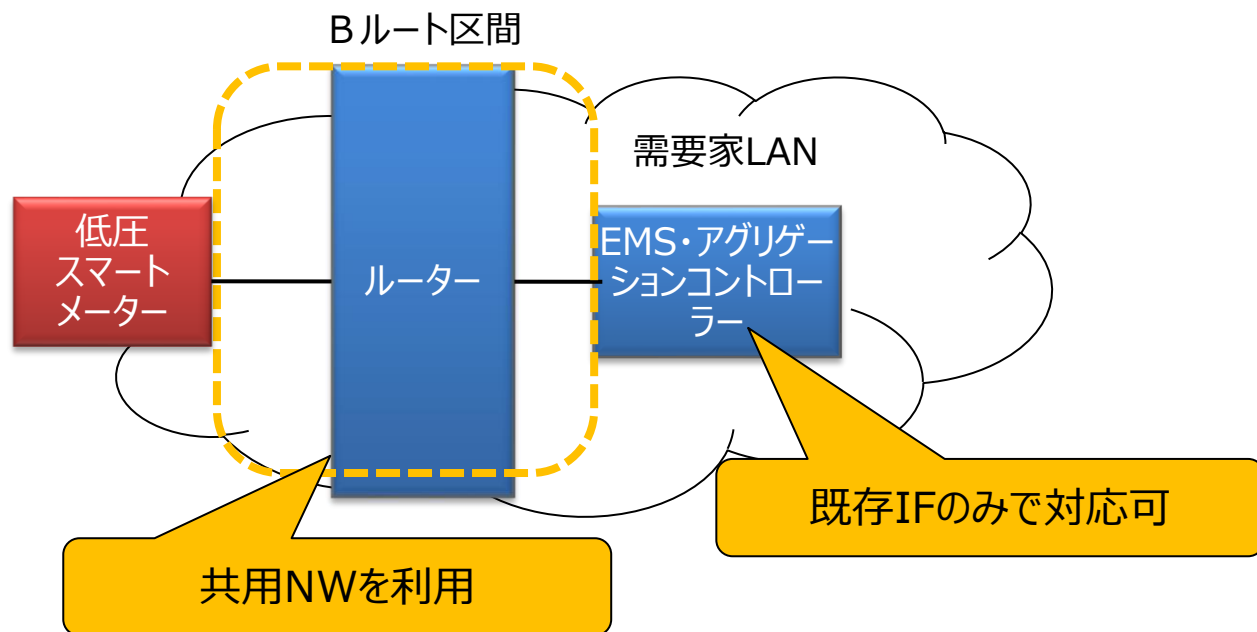 Bルート区間
需要家LAN
低圧
スマート
メーター
ルーター
EMS・アグリゲー
ションコントロー
ラー
既存IFのみで対応可
共用NWを利用